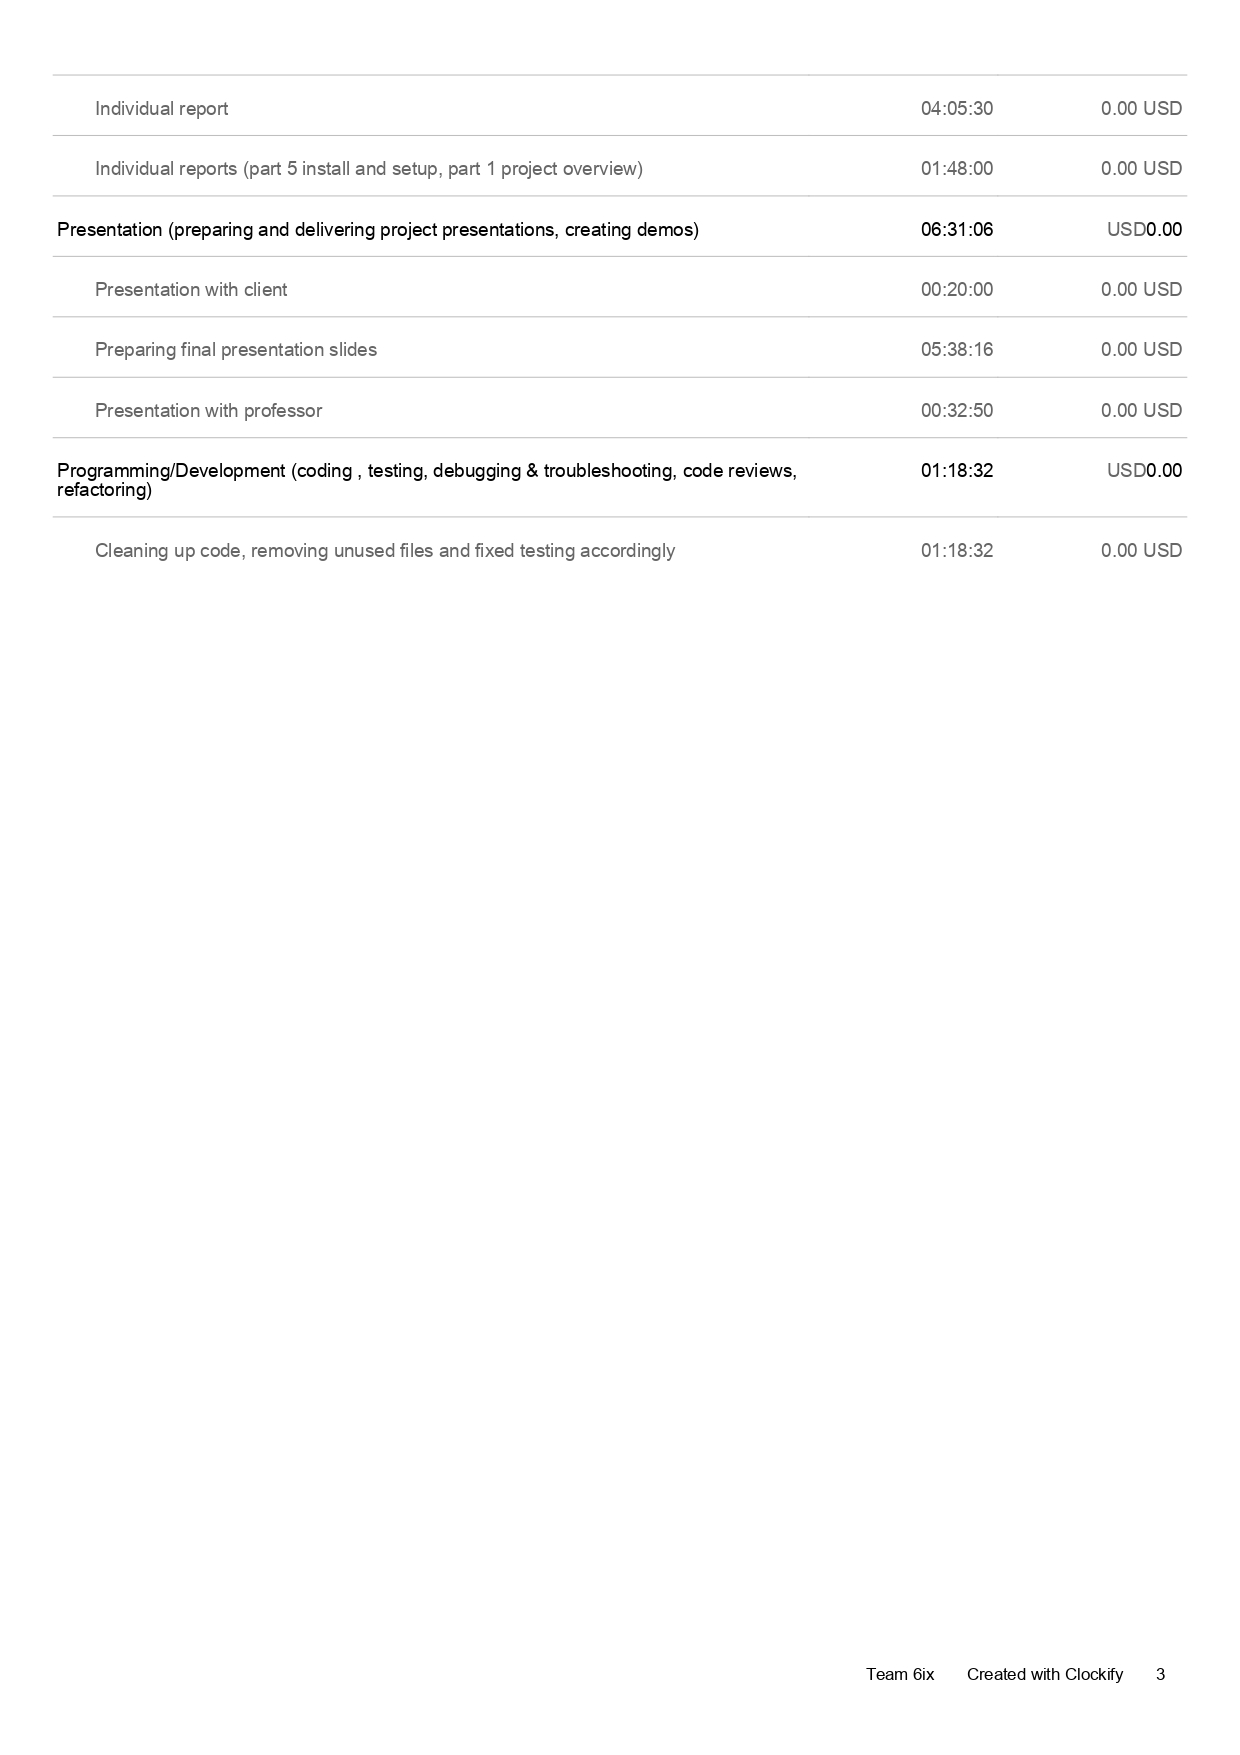 Individual report 04:05:30 0.00 USD
Individual reports (part 5 install and setup, part 1 project overview) 01:48:00 0.00 USD
Presentation (preparing and delivering project presentations, creating demos) 06:31:06 USD0.00
Presentation with client 00:20:00 0.00 USD
Preparing final presentation slides 05:38:16 0.00 USD
Presentation with professor 00:32:50 0.00 USD
Programming/Development (coding , testing, debugging & troubleshooting, code reviews, 01:18:32 USD0.00
refactoring)
Cleaning up code, removing unused files and fixed testing accordingly 01:18:32 0.00 USD
Team 6ix Created with Clockify 3